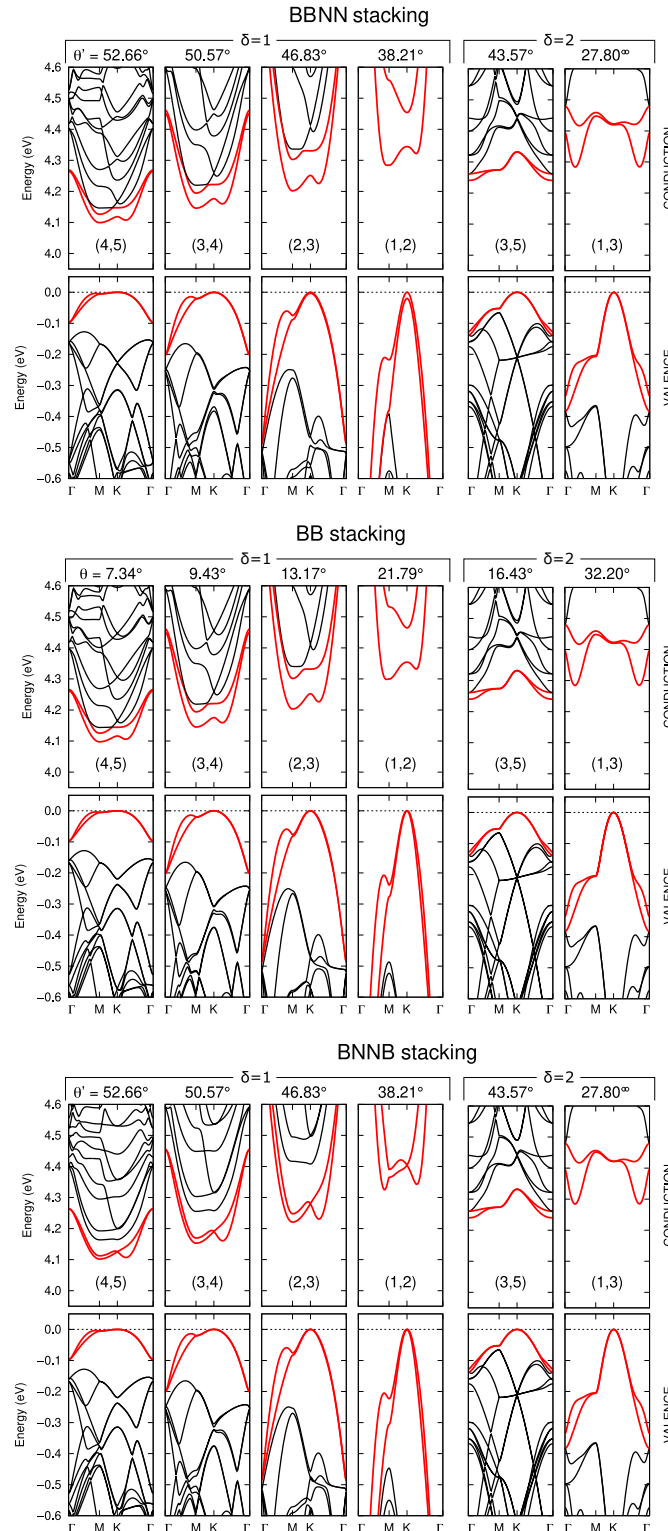 BBNN stacking
δ=1 δ=2
θ' = 52.66° 50.57° 46.83° 38.21° 43.57° 27.80°°
4.6
4.5
4.4
4.3
4.2
4.1
4.0
Energy (eV)
(4,5) (3,4) (2,3) (1,2) (3,5) (1,3)
CONDUCTION
0.0
−0.1
−0.2
−0.3
−0.4
−0.5
−0.6
Energy (eV)
VALENCE
Γ M K Γ Γ M K Γ Γ M K Γ Γ M K Γ Γ M K Γ Γ M K Γ
BB stacking
δ=1 δ=2
θ = 7.34° 9.43° 13.17° 21.79° 16.43° 32.20°
4.6
4.5
4.4
4.3
4.2
4.1
4.0
Energy (eV)
(4,5) (3,4) (2,3) (1,2) (3,5) (1,3)
CONDUCTION
0.0
−0.1
−0.2
−0.3
−0.4
−0.5
−0.6
Energy (eV)
VALENCE
Γ M K Γ Γ M K Γ Γ M K Γ Γ M K Γ Γ M K Γ Γ M K Γ
BNNB stacking
δ=1 δ=2
θ' = 52.66° 50.57° 46.83° 38.21° 43.57° 27.80°°
4.6
4.5
4.4
4.3
4.2
4.1
4.0
Energy (eV)
(4,5) (3,4) (2,3) (1,2) (3,5) (1,3)
CONDUCTION
0.0
−0.1
−0.2
−0.3
−0.4
−0.5
−0.6
Energy (eV)
VALENCE
Γ M K Γ Γ M K Γ Γ M K Γ Γ M K Γ Γ M K Γ Γ M K Γ